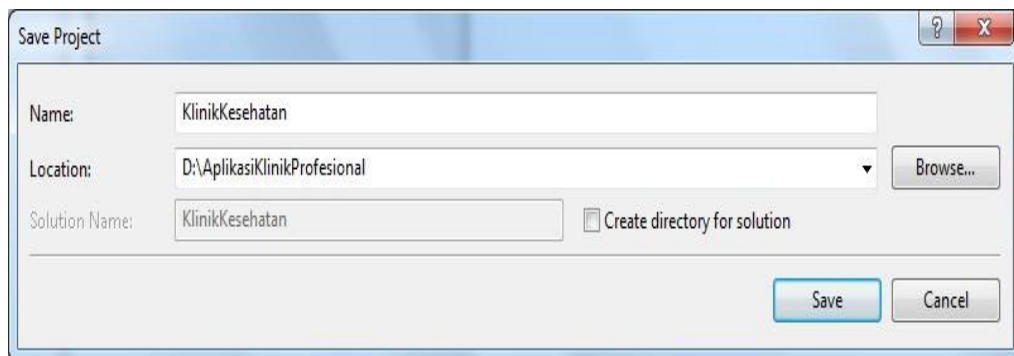 Save Project
Name: KlinikKesehatan
Location: D:\AplikasiKlinikProfesional Browse...
Solution Name: KlinikKesehatan Create directory for solution
Save Cancel